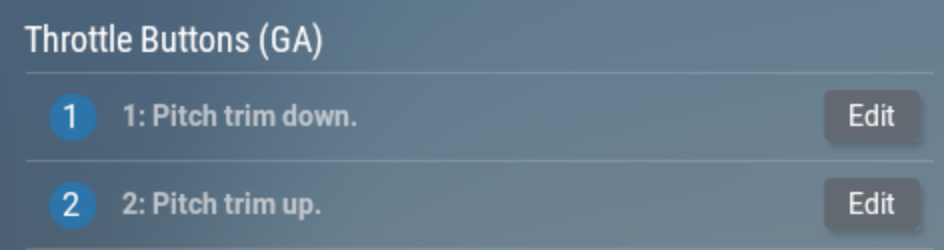 Throttle Buttons (GA)
1 1: Pitch trim down. Edit
2 2: Pitch trim up. Edit